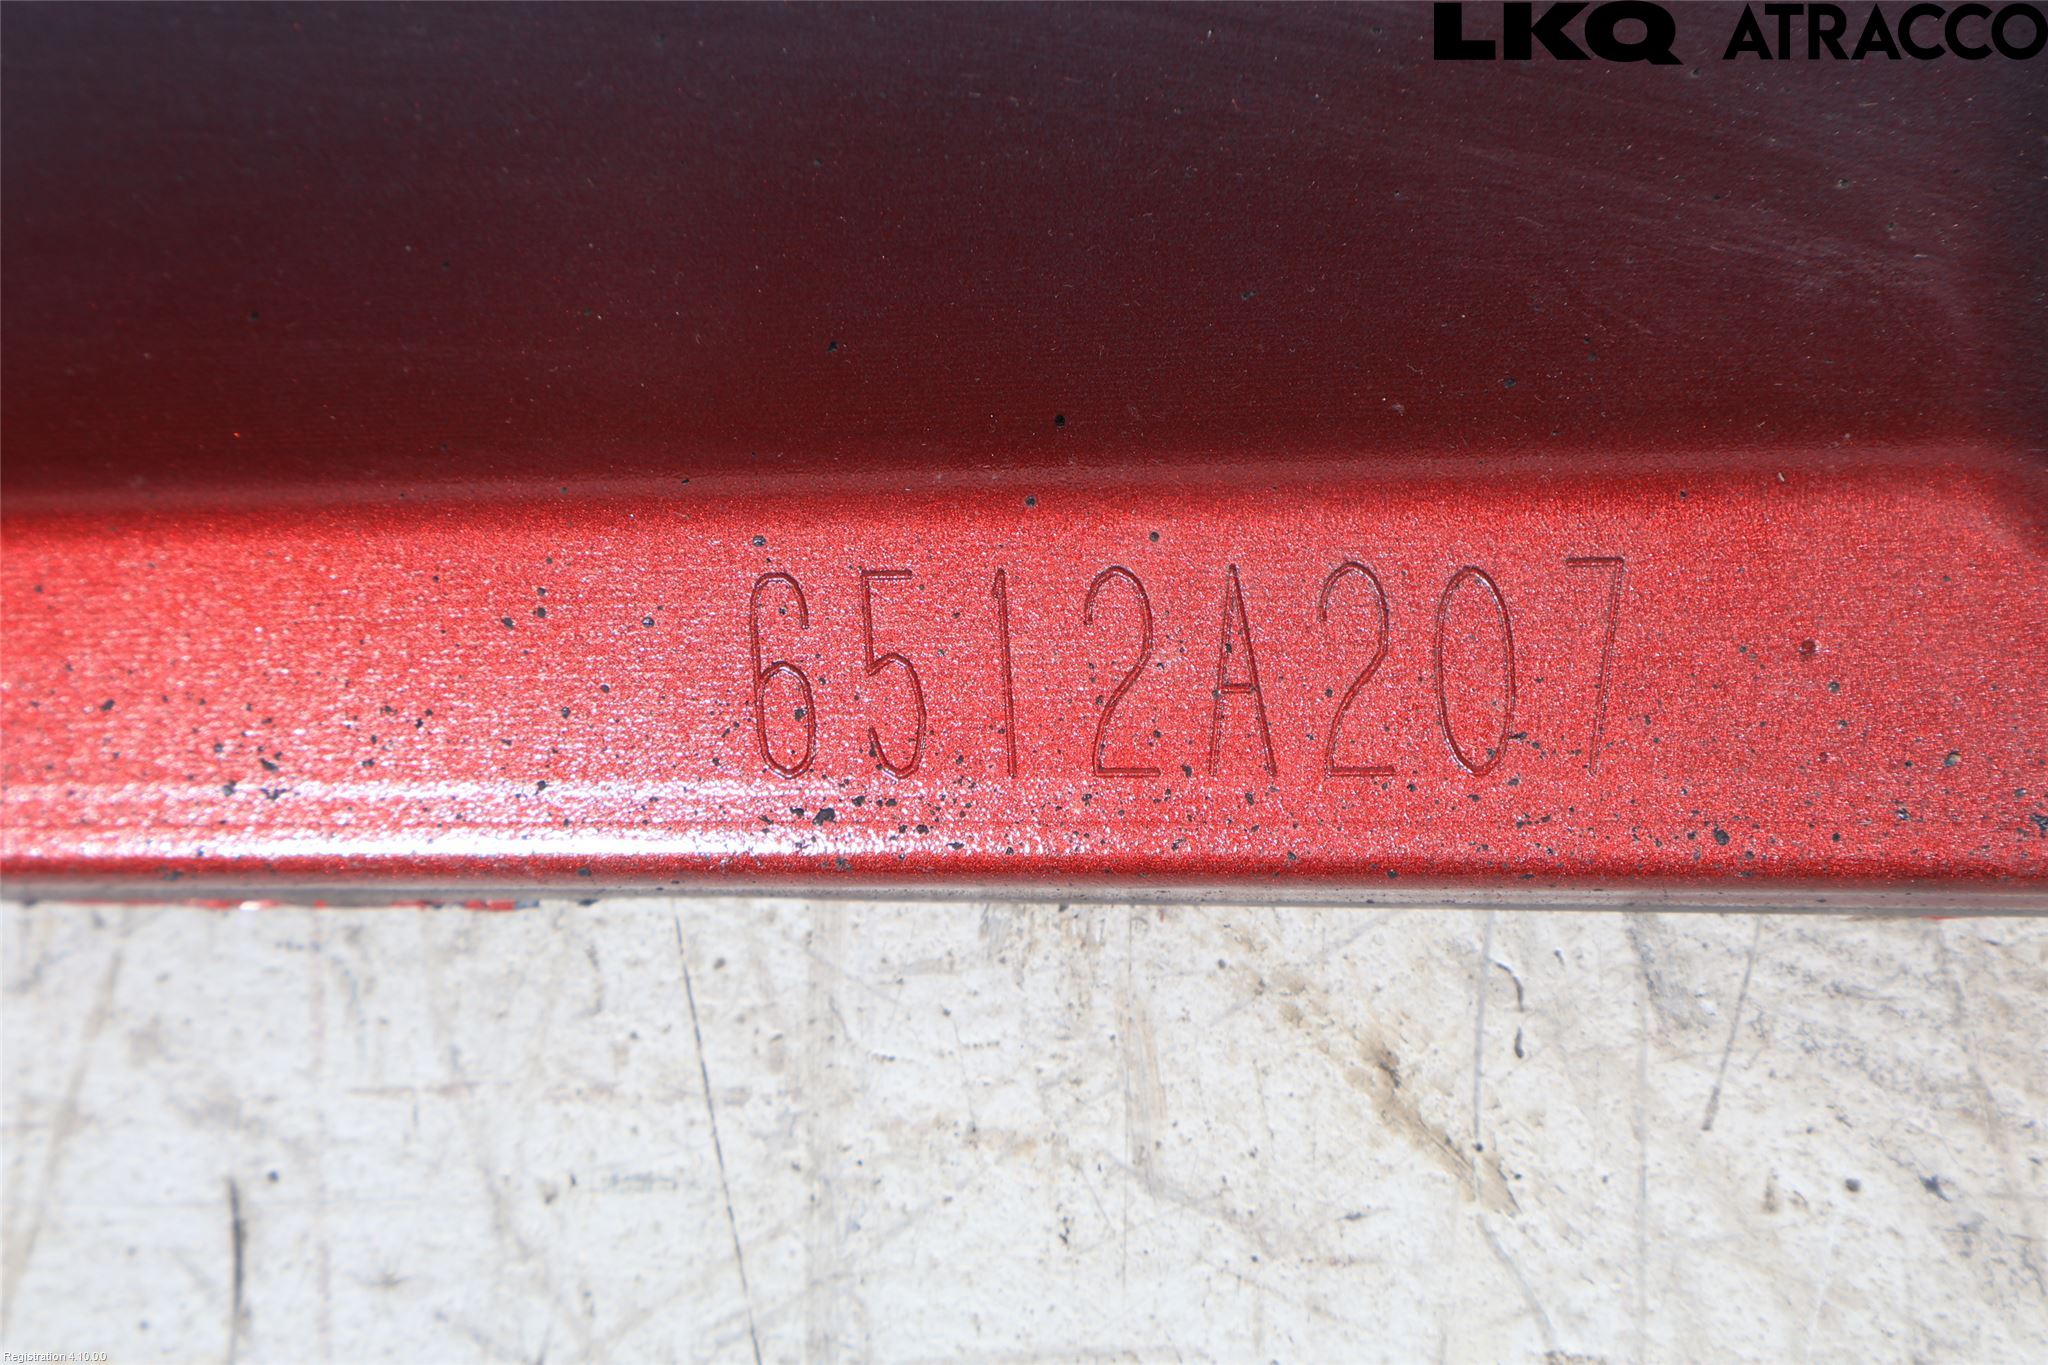 LKQ ATRACCO
6512A207
Registration 4.10.0.0